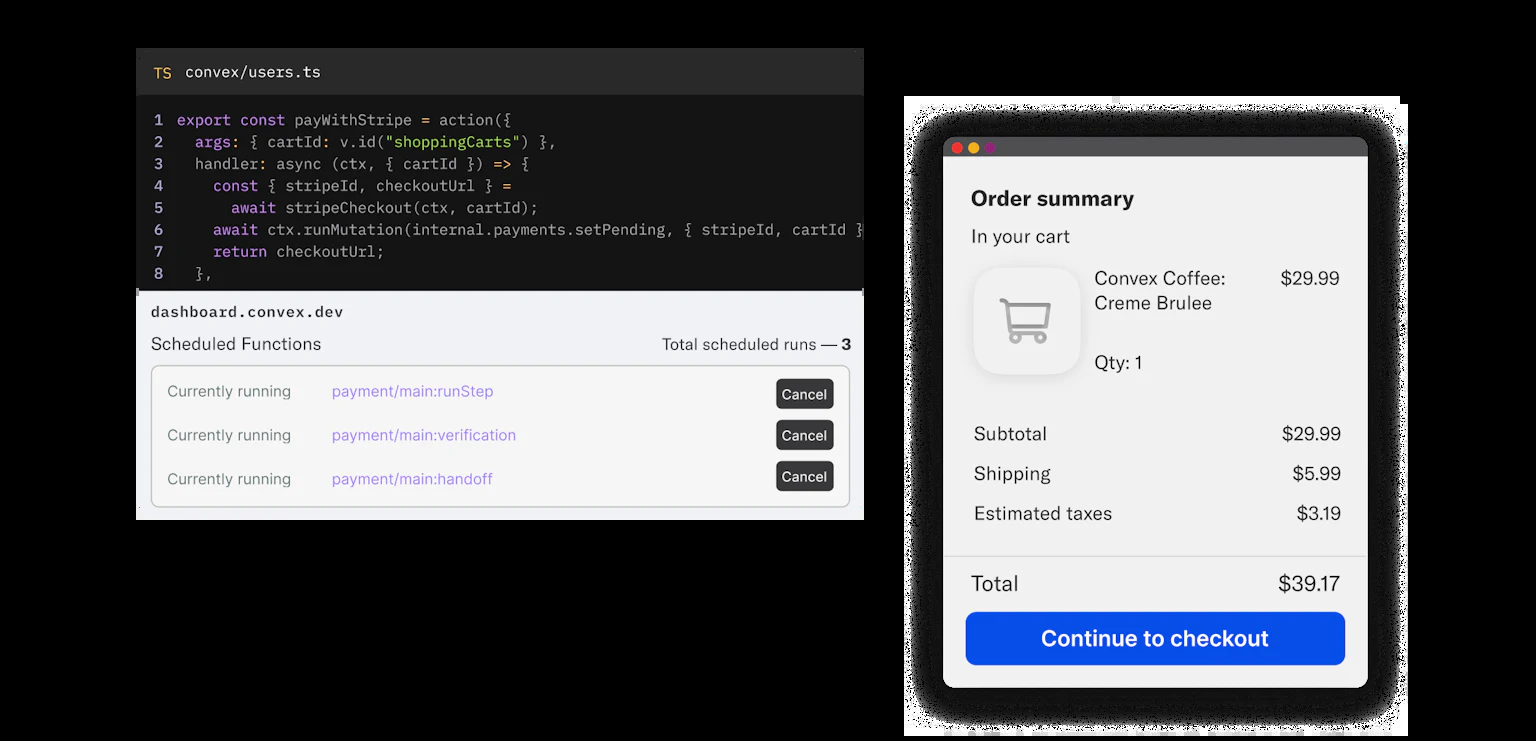 TS convex/users.ts
1 export const payWithStripe = action({
2 args: { cartId: v.id("shoppingCarts") },
3 handler: async (ctx, { cartId }) => {
4 const { stripeId, checkoutUrl } =
5 await stripeCheckout(ctx, cartId);
6 await ctx.runMutation(internal.payments.setPending, { stripeId, cartId }
7 return checkoutUrl;
8 },
dashboard.convex.dev
Scheduled Functions Total scheduled runs — 3
Currently running payment/main:runStep Cancel
Currently running payment/main:verification Cancel
Currently running payment/main:handoff Cancel
Order summary
In your cart
Convex Coffee: $29.99
Creme Brulee
Qty: 1
Subtotal $29.99
Shipping $5.99
Estimated taxes $3.19
Total $39.17
Continue to checkout